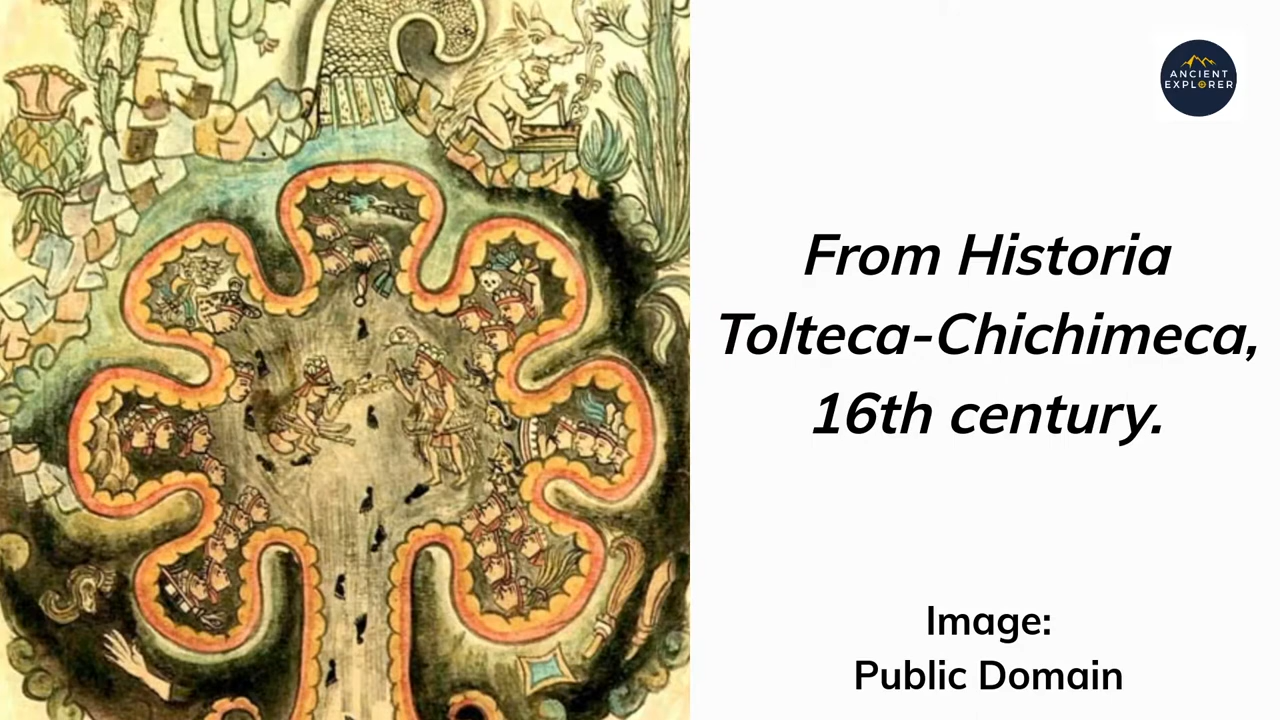 ANCIENT
EXPLORER
From Historia
Tolteca-Chichimeca,
16th century.
Image:
Public Domain